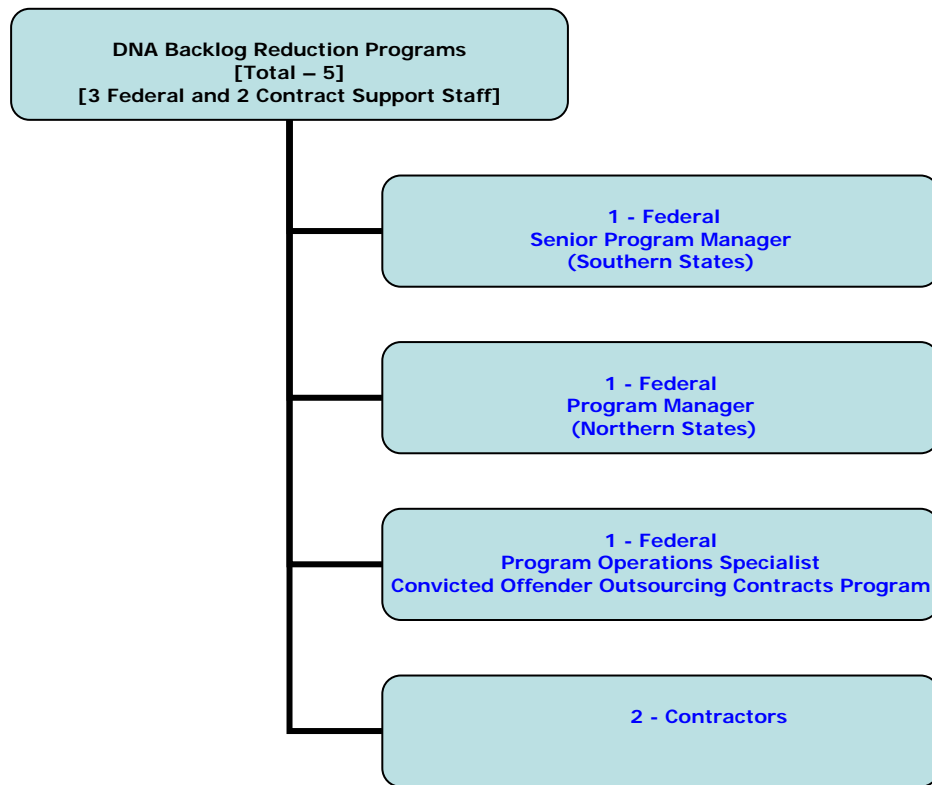 DNA Backlog Reduction Programs
[Total – 5]
[3 Federal and 2 Contract Support Staff]
1 - Federal
Senior Program Manager
(Southern States)
1 - Federal
Program Manager
(Northern States)
1 - Federal
Program Operations Specialist
Convicted Offender Outsourcing Contracts Program
2 - Contractors